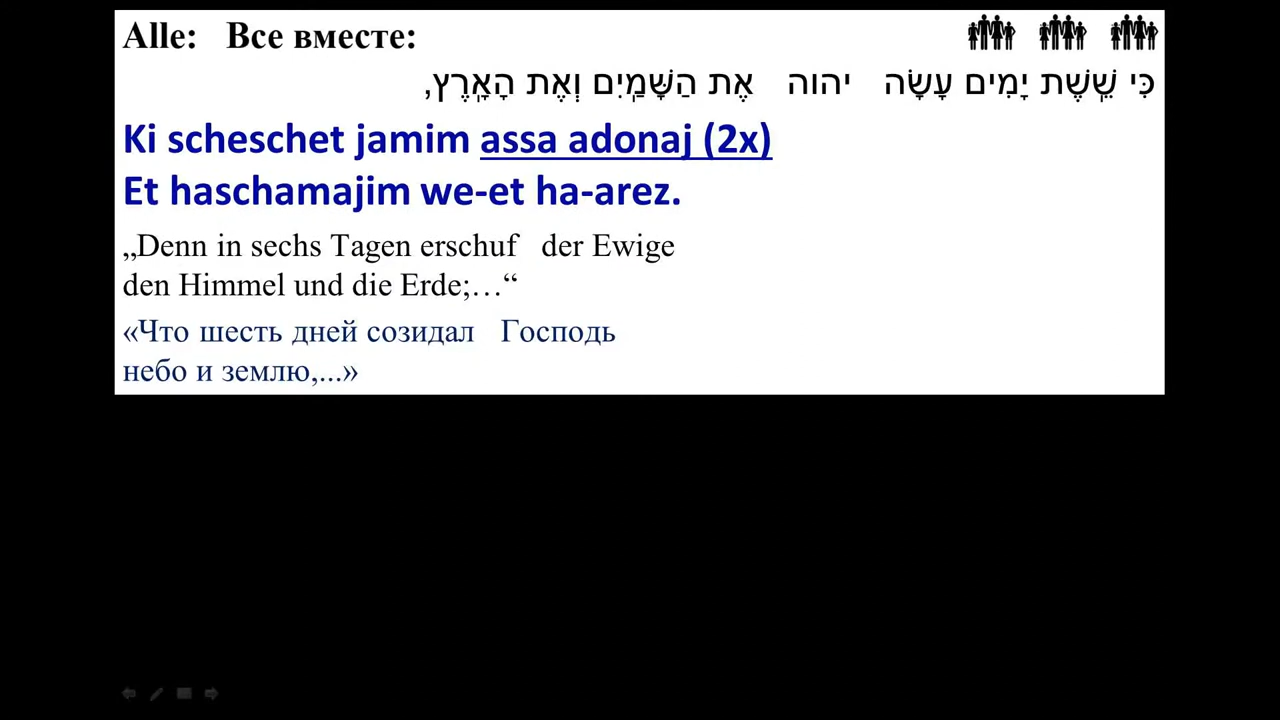 Alle: Все вместе:
כִּי שֵׁשֶׁת יָמִים עָשָׂה יהוה אֶת הַשָּׁמַיִם וְאֶת הָאָרֶץ,
Ki scheschet jamim assa adonaj (2x)
Et haschamajim we-et ha-arez.
„Denn in sechs Tagen erschuf der Ewige
den Himmel und die Erde;…“
«Что шесть дней созидал Господь
небо и землю,...»